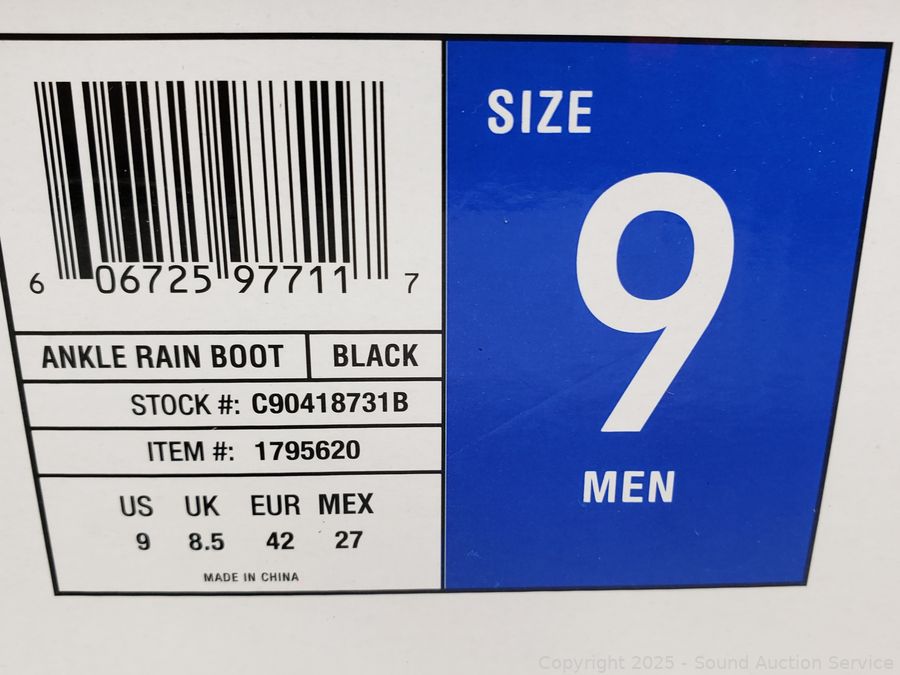 6 06725 97711 7
ANKLE RAIN BOOT BLACK
STOCK #: C90418731B
ITEM #: 1795620
US UK EUR MEX
9 8.5 42 27
MADE IN CHINA
SIZE
9
MEN
Copyright 2025 - Sound Auction Service